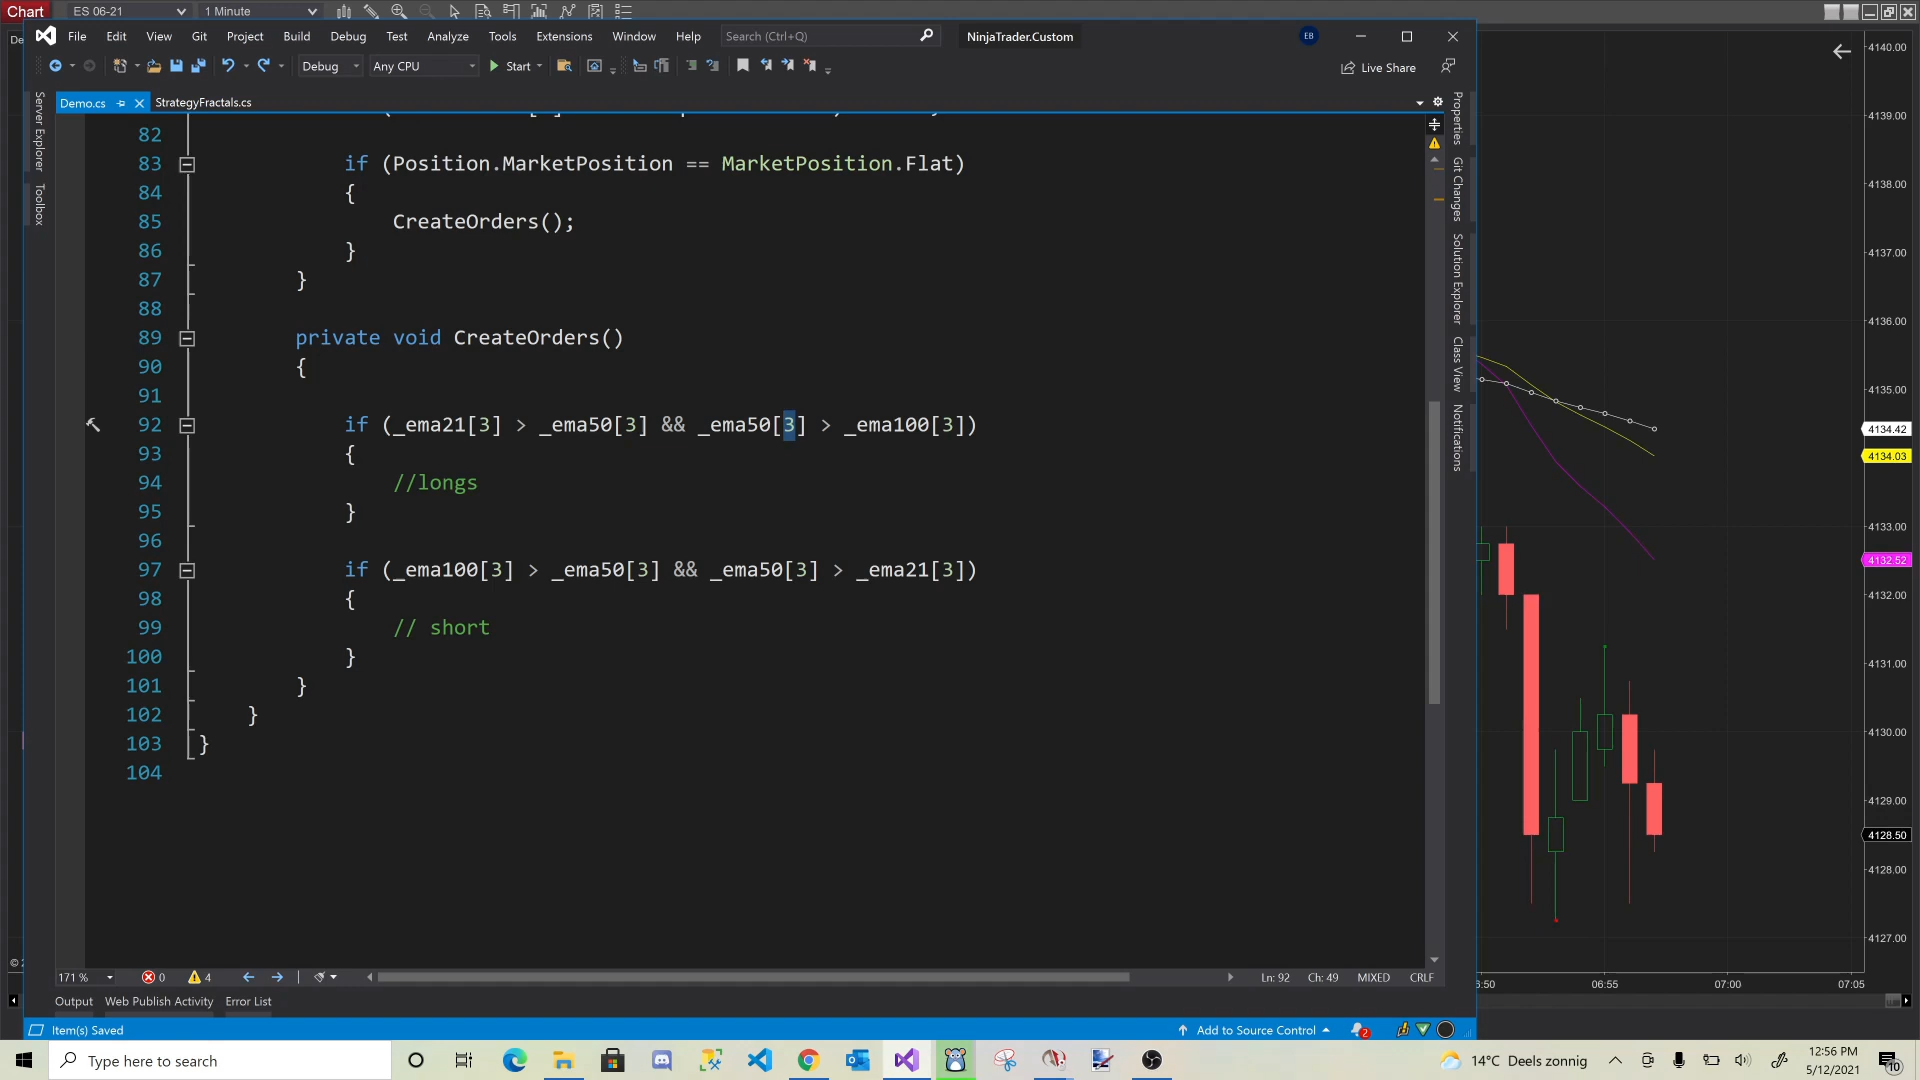 Chart ES 06-21 1 Minute
File Edit View Git Project Build Debug Test Analyze Tools Extensions Window Help Search (Ctrl+Q) NinjaTrader.Custom EB
Debug Any CPU Start Live Share
Demo.cs StrategyFractals.cs
Server Explorer
Toolbox
82
83 if (Position.MarketPosition == MarketPosition.Flat)
84 {
85 CreateOrders();
86 }
87 }
88
89 private void CreateOrders()
90 {
91
92 if (_ema21[3] > _ema50[3] && _ema50[3] > _ema100[3])
93 {
94 //longs
95 }
96
97 if (_ema100[3] > _ema50[3] && _ema50[3] > _ema21[3])
98 {
99 // short
100 }
101 }
102 }
103 }
104
Properties
Git Changes
Solution Explorer
Class View
Notifications
4140.00
4139.00
4138.00
4137.00
4136.00
4135.00
4134.42
4134.03
4133.00
4132.52
4132.00
4131.00
4130.00
4129.00
4128.50
4128.00
4127.00
06:55 07:00 07:05
171 % 0 4 Ln: 92 Ch: 49 MIXED CRLF
Output Web Publish Activity Error List
Item(s) Saved Add to Source Control 2
Type here to search
14°C Deels zonnig
12:56 PM
5/12/2021
10